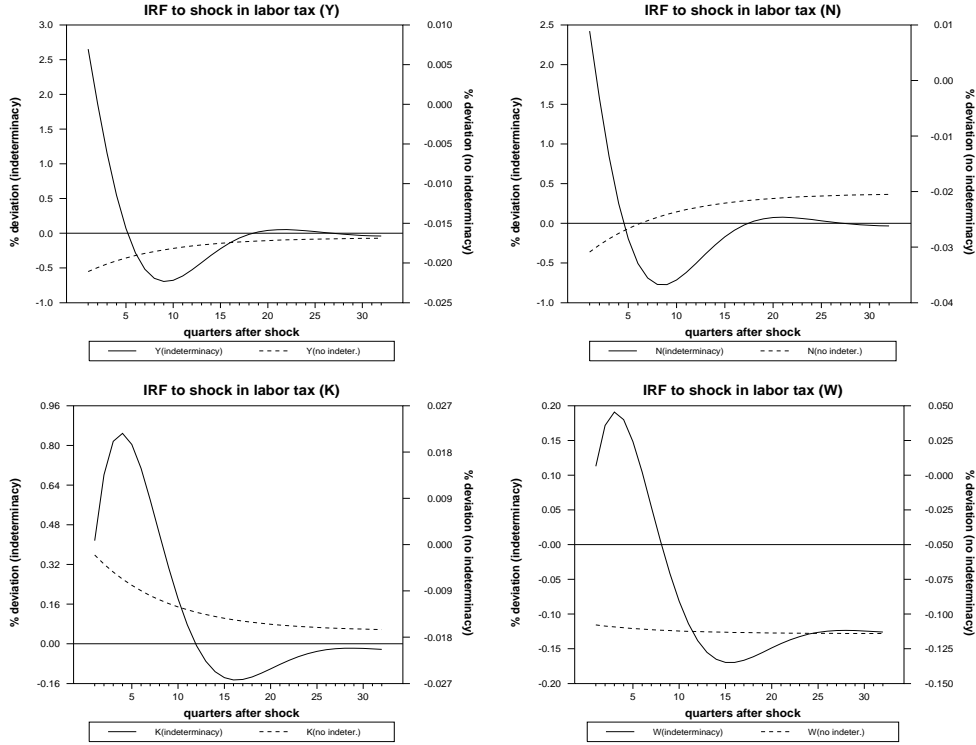 IRF to shock in labor tax (Y)
% deviation (indeterminacy)
3.0
2.5
2.0
1.5
1.0
0.5
0.0
-0.5
-1.0
0.010
0.005
0.000
-0.005
-0.010
-0.015
-0.020
-0.025
% deviation (no indeterminacy)
5 10 15 20 25 30
quarters after shock
Y(indeterminacy) Y(no indeter.)
IRF to shock in labor tax (N)
% deviation (indeterminacy)
2.5
2.0
1.5
1.0
0.5
0.0
-0.5
-1.0
0.01
0.00
-0.01
-0.02
-0.03
-0.04
% deviation (no indeterminacy)
5 10 15 20 25 30
quarters after shock
N(indeterminacy) N(no indeter.)
IRF to shock in labor tax (K)
% deviation (indeterminacy)
0.96
0.80
0.64
0.48
0.32
0.16
0.00
-0.16
0.027
0.018
0.009
0.000
-0.009
-0.018
-0.027
% deviation (no indeterminacy)
5 10 15 20 25 30
quarters after shock
K(indeterminacy) K(no indeter.)
IRF to shock in labor tax (W)
% deviation (indeterminacy)
0.20
0.15
0.10
0.05
-0.00
-0.05
-0.10
-0.15
-0.20
0.050
0.025
-0.000
-0.025
-0.050
-0.075
-0.100
-0.125
-0.150
% deviation (no indeterminacy)
5 10 15 20 25 30
quarters after shock
W(indeterminacy) W(no indeter.)